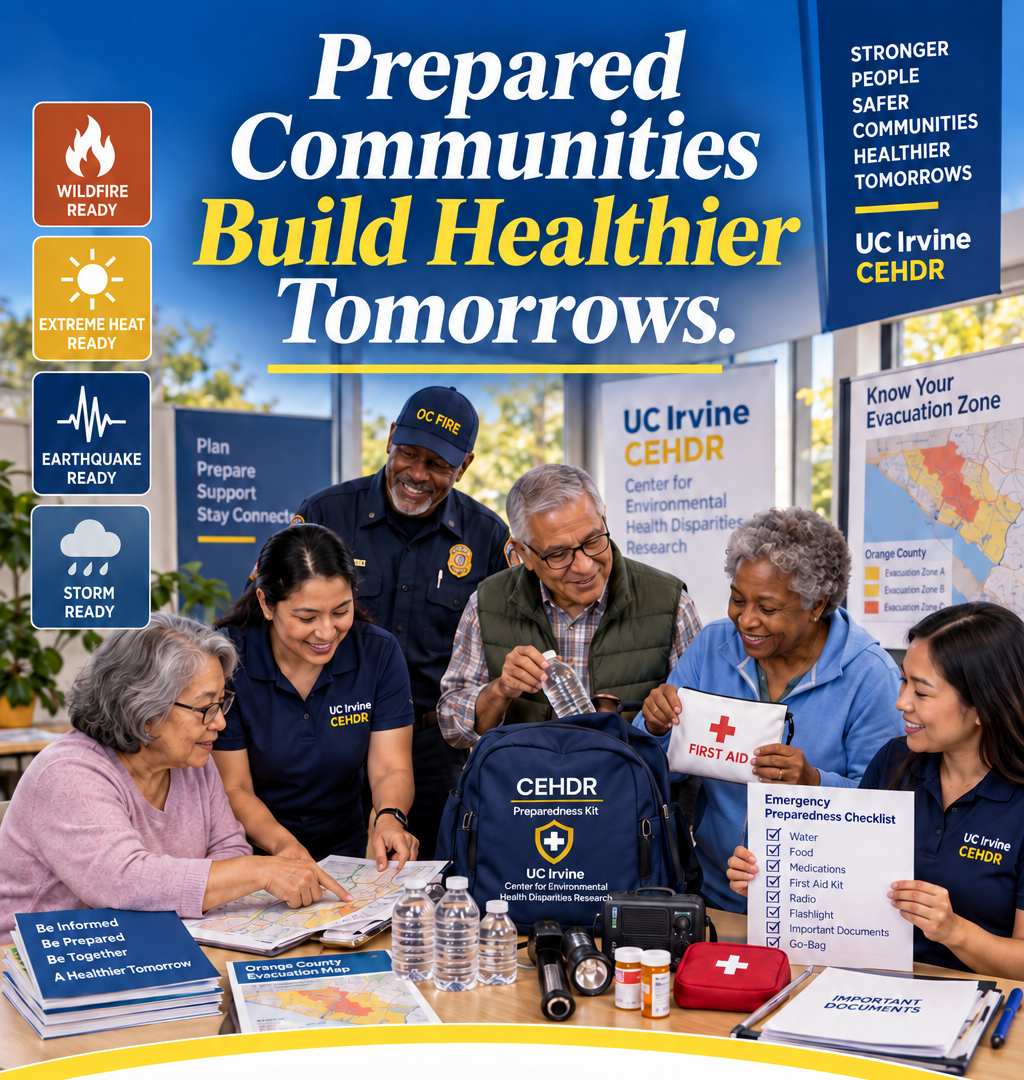 Prepared
Communities
Build Healthier
Tomorrows.
STRONGER
PEOPLE
SAFER
COMMUNITIES
HEALTHIER
TOMORROWS
UC Irvine
CEHDR
WILDFIRE
READY
EXTREME HEAT
READY
EARTHQUAKE
READY
STORM
READY
Plan
Prepare
Support
Stay Connecte
OC FIRE
UC Irvine
CEHDR
Center for
Environmental
Health Disparities
Research
Know Your
Evacuation Zone
Orange County
Evacuation Zone A
Evacuation Zone B
Evacuation Zone C
UC Irvine
CEHDR
FIRST AID
CEHDR
Preparedness Kit
UC Irvine
Center for Environmental
Health Disparities Research
Emergency
Preparedness Checklist
Water
Food
Medications
First Aid Kit
Radio
Flashlight
Important Documents
Go-Bag
UC Irvine
CEHDR
Be Informed
Be Prepared
Be Together
A Healthier Tomorrow
Orange County
Evacuation Map
IMPORTANT
DOCUMENTS